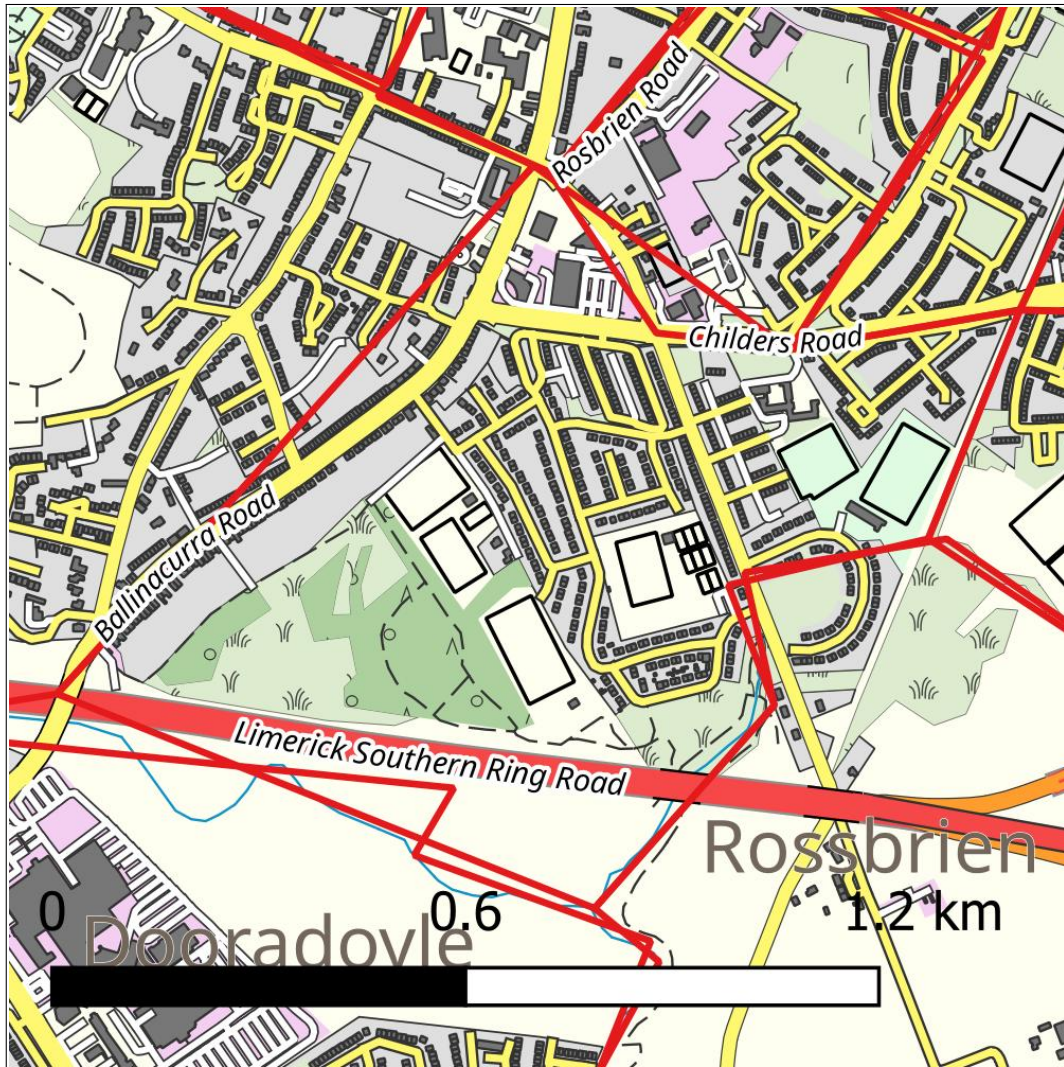 Rosbrien Road
Childers Road
Ballinacurra Road
Limerick Southern Ring Road
Rossbrien
0
0.6
1.2 km
Dooradoyle